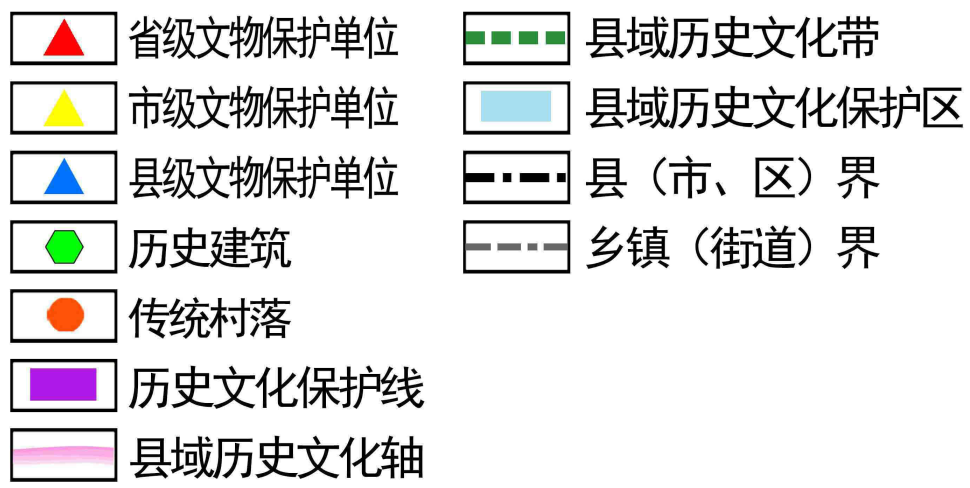 省级文物保护单位
市级文物保护单位
县级文物保护单位
历史建筑
传统村落
历史文化保护线
县域历史文化轴
县域历史文化带
县域历史文化保护区
县（市、区）界
乡镇（街道）界